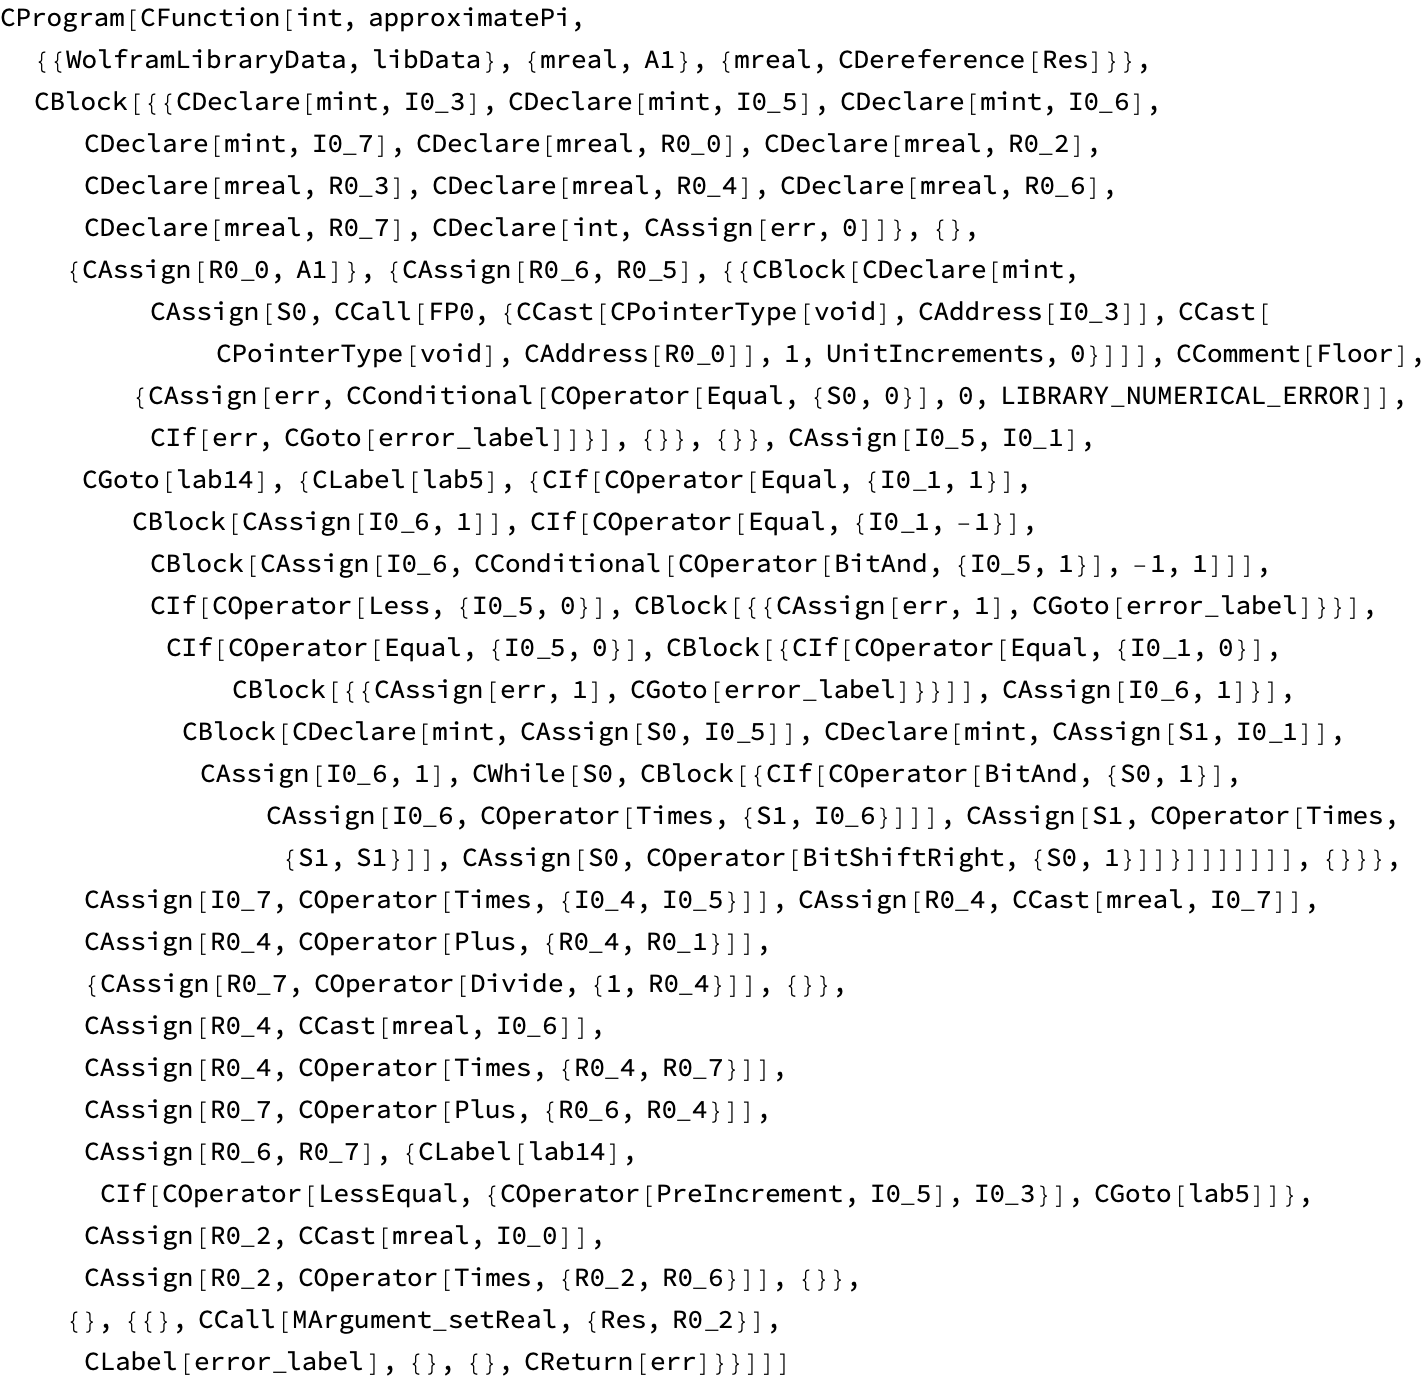 CProgram[CFunction[int, approximatePi,
{{WolframLibraryData, libData}, {mreal, A1}, {mreal, CDereference[Res]}},
CBlock[{{CDeclare[mint, I0_3], CDeclare[mint, I0_5], CDeclare[mint, I0_6],
CDeclare[mint, I0_7], CDeclare[mreal, R0_0], CDeclare[mreal, R0_2],
CDeclare[mreal, R0_3], CDeclare[mreal, R0_4], CDeclare[mreal, R0_6],
CDeclare[mreal, R0_7], CDeclare[int, CAssign[err, 0]]}, {},
{CAssign[R0_0, A1]}, {CAssign[R0_6, R0_5], {{CBlock[CDeclare[mint,
CAssign[S0, CCall[FP0, {CCast[CPointerType[void], CAddress[I0_3]], CCast[
CPointerType[void], CAddress[R0_0]], 1, UnitIncrements, 0}]]]], CComment[Floor],
{CAssign[err, CConditional[COperator[Equal, {S0, 0}], 0, LIBRARY_NUMERICAL_ERROR]],
CIf[err, CGoto[error_label]]}], {}}, {}}, CAssign[I0_5, I0_1],
CGoto[lab14], {CLabel[lab5], {CIf[COperator[Equal, {I0_1, 1}],
CBlock[CAssign[I0_6, 1]], CIf[COperator[Equal, {I0_1, -1}],
CBlock[CAssign[I0_6, CConditional[COperator[BitAnd, {I0_5, 1}], -1, 1]]],
CIf[COperator[Less, {I0_5, 0}], CBlock[{{CAssign[err, 1], CGoto[error_label]}}],
CIf[COperator[Equal, {I0_5, 0}], CBlock[{CIf[COperator[Equal, {I0_1, 0}],
CBlock[{{CAssign[err, 1], CGoto[error_label]}}]], CAssign[I0_6, 1]}],
CBlock[CDeclare[mint, CAssign[S0, I0_5]], CDeclare[mint, CAssign[S1, I0_1]],
CAssign[I0_6, 1], CWhile[S0, CBlock[{CIf[COperator[BitAnd, {S0, 1}],
CAssign[I0_6, COperator[Times, {S1, I0_6}]]], CAssign[S1, COperator[Times,
{S1, S1}]], CAssign[S0, COperator[BitShiftRight, {S0, 1}]]}]]]]]]], {}}},
CAssign[I0_7, COperator[Times, {I0_4, I0_5}]], CAssign[R0_4, CCast[mreal, I0_7]],
CAssign[R0_4, COperator[Plus, {R0_4, R0_1}]],
{CAssign[R0_7, COperator[Divide, {1, R0_4}]], {}},
CAssign[R0_4, CCast[mreal, I0_6]],
CAssign[R0_4, COperator[Times, {R0_4, R0_7}]],
CAssign[R0_7, COperator[Plus, {R0_6, R0_4}]],
CAssign[R0_6, R0_7], {CLabel[lab14],
CIf[COperator[LessEqual, {COperator[PreIncrement, I0_5], I0_3}], CGoto[lab5]]},
CAssign[R0_2, CCast[mreal, I0_0]],
CAssign[R0_2, COperator[Times, {R0_2, R0_6}]], {}},
{}, {{}, CCall[MArgument_setReal, {Res, R0_2}],
CLabel[error_label], {}, {}, CReturn[err]}}]]]